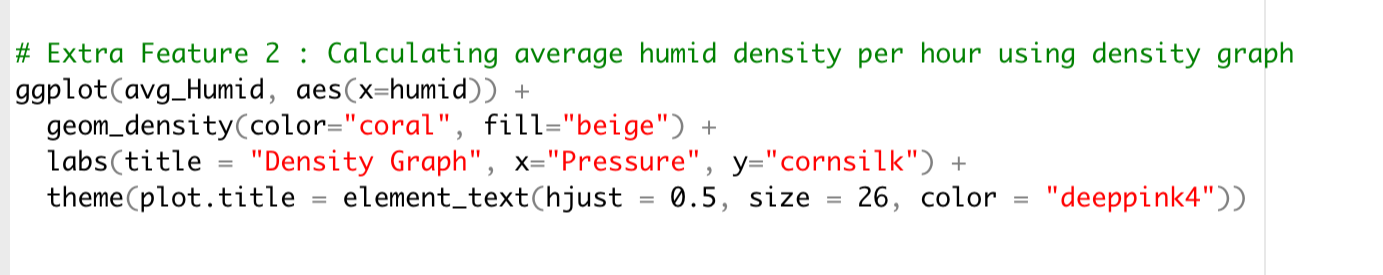 # Extra Feature 2 : Calculating average humid density per hour using density graph
ggplot(avg_Humid, aes(x=humid)) +
  geom_density(color="coral", fill="beige") +
  labs(title = "Density Graph", x="Pressure", y="cornsilk") +
  theme(plot.title = element_text(hjust = 0.5, size = 26, color = "deeppink4"))